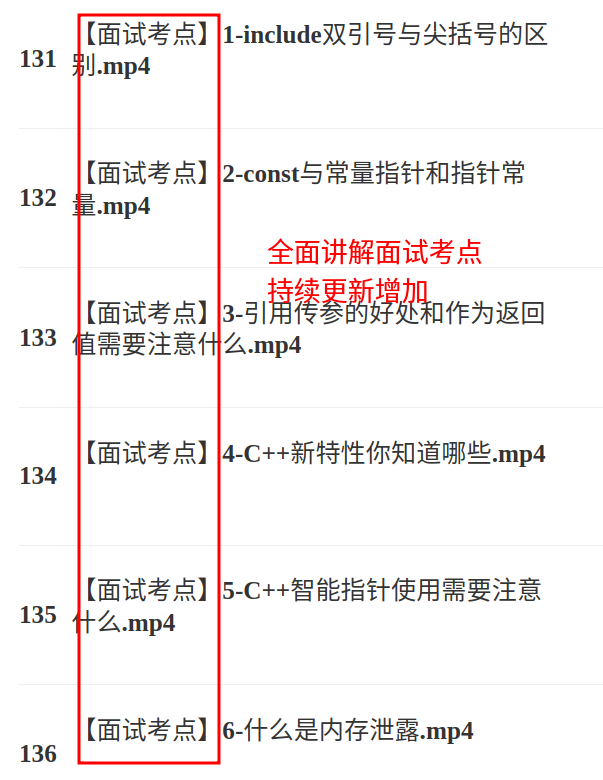 131
【面试考点】1-include双引号与尖括号的区
别.mp4
132
【面试考点】2-const与常量指针和指针常
量.mp4
全面讲解面试考点
持续更新增加
133
【面试考点】3-引用传参的好处和作为返回
值需要注意什么.mp4
134
【面试考点】4-C++新特性你知道哪些.mp4
135
【面试考点】5-C++智能指针使用需要注意
什么.mp4
136
【面试考点】6-什么是内存泄露.mp4